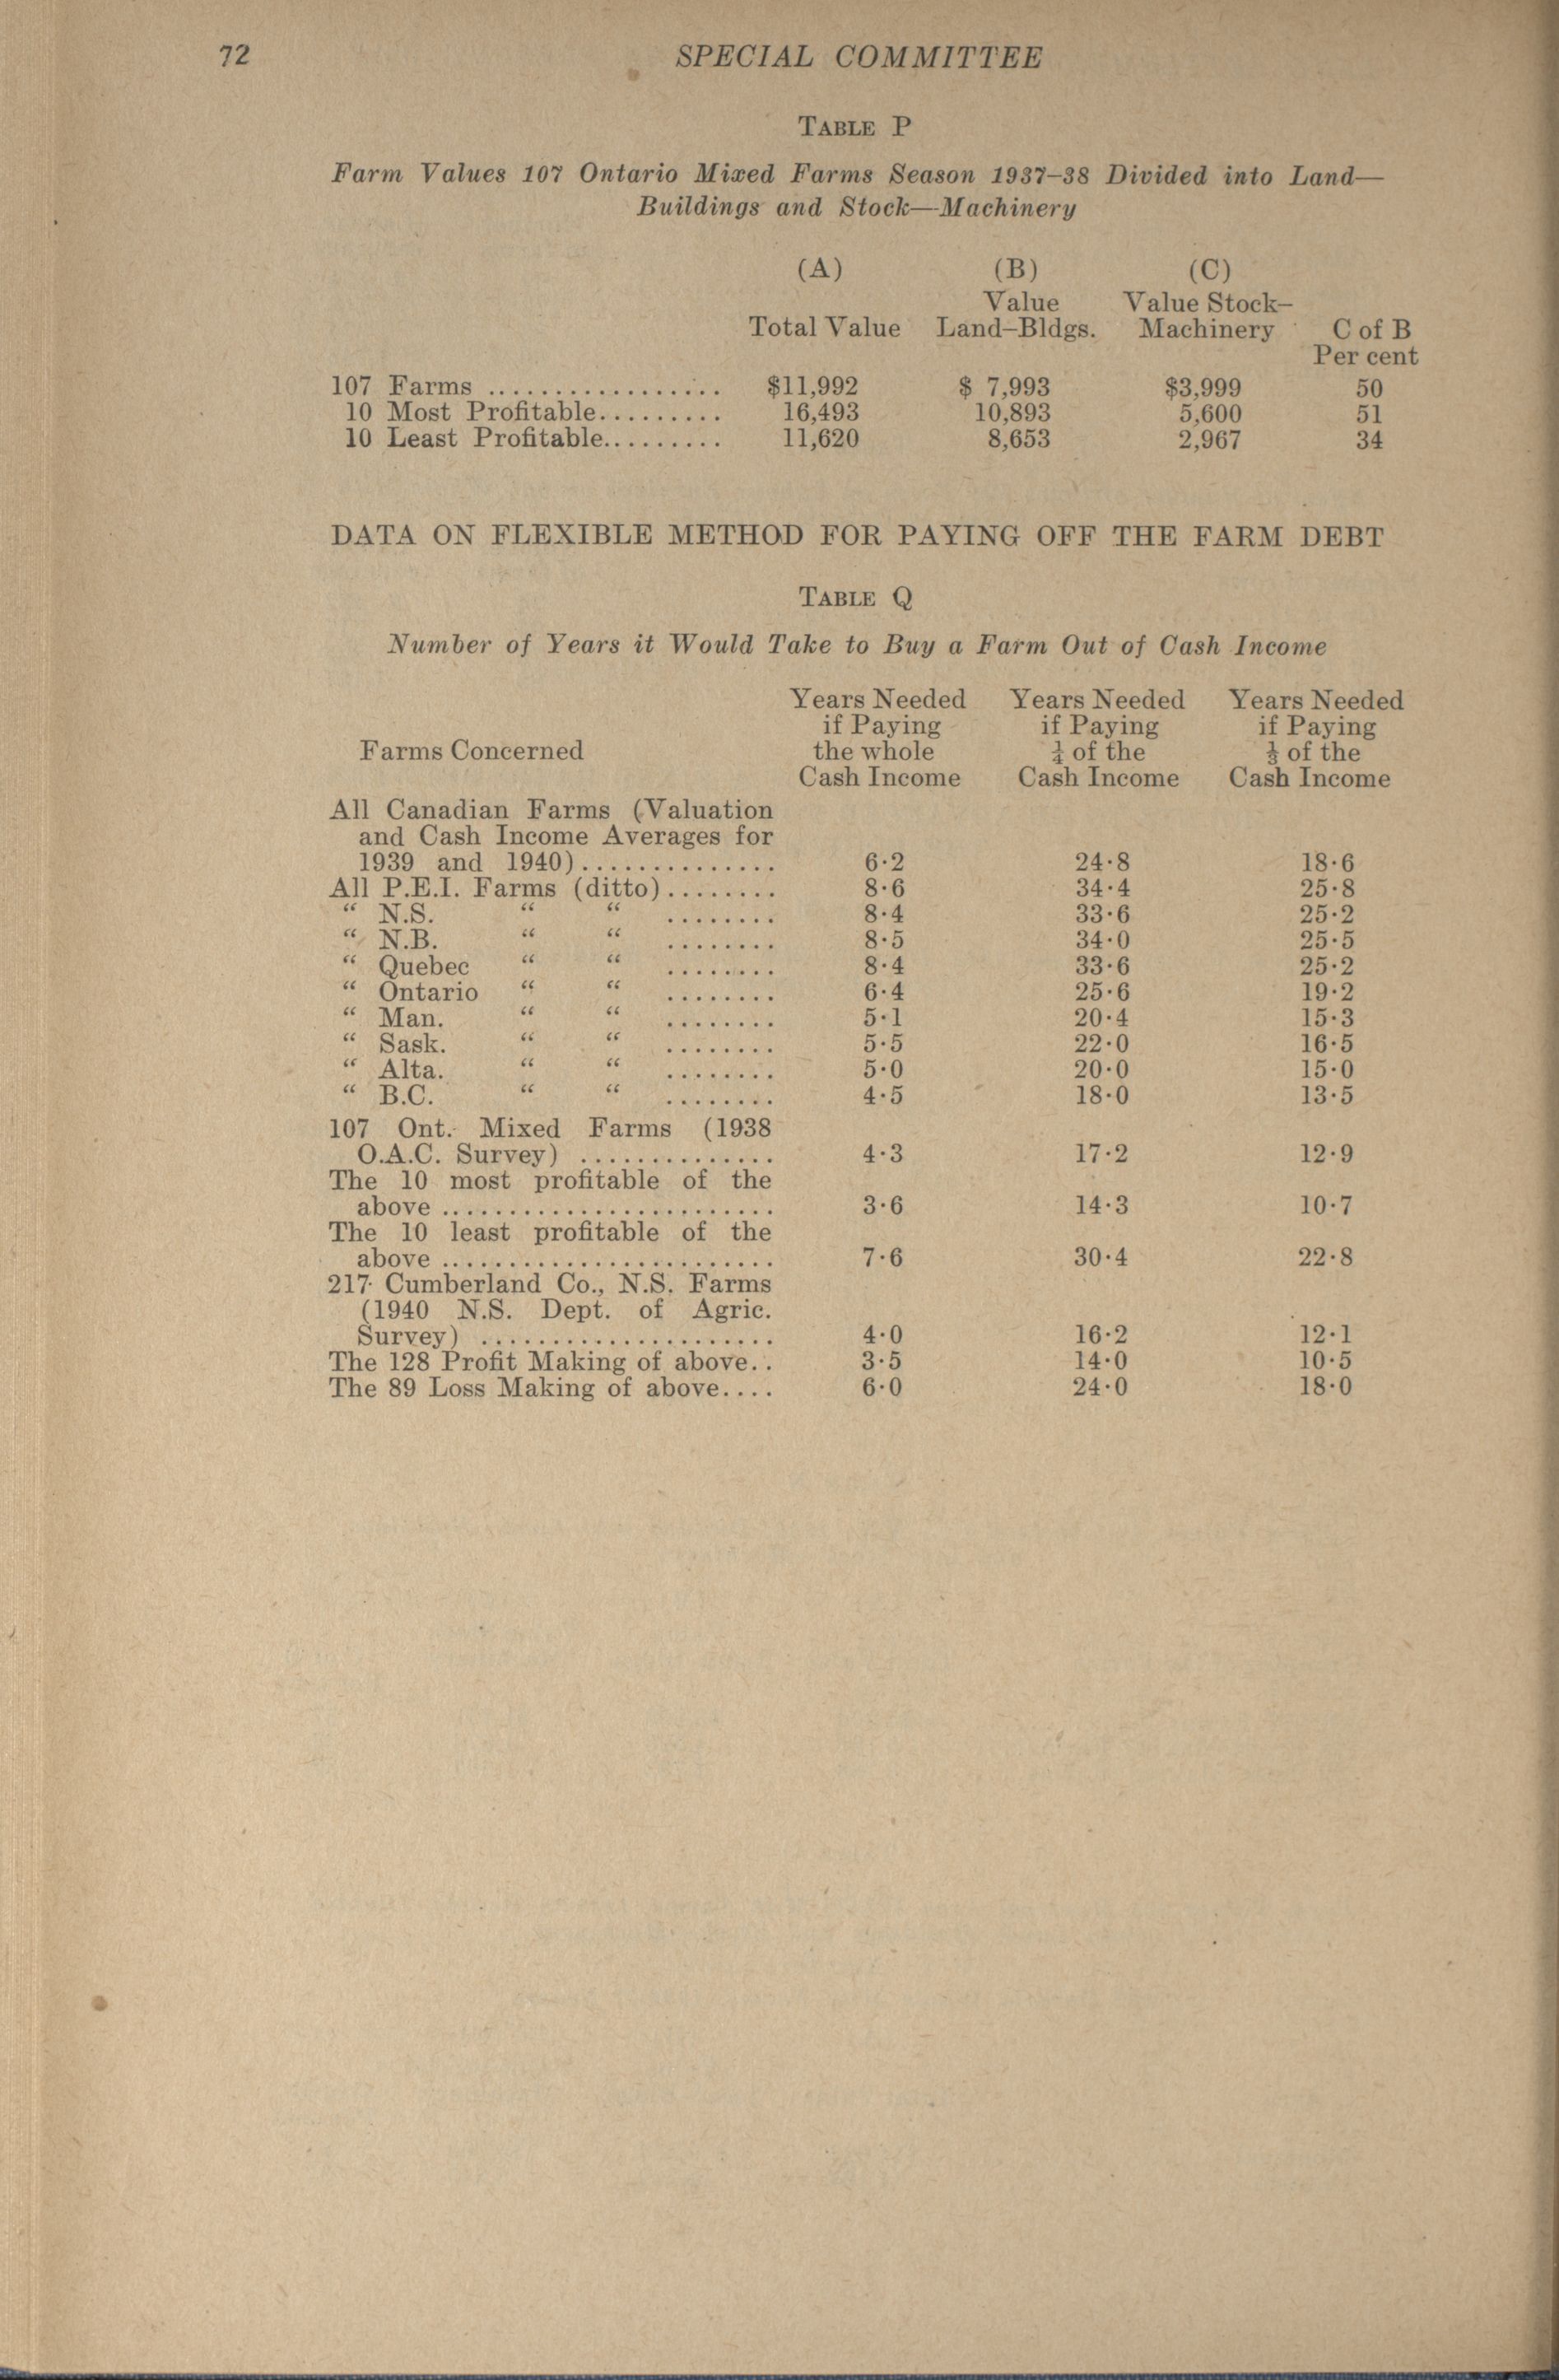 72 SPECIAL COMMITTEE
TABLE P
Farm Values 107 Ontario Mixed Farms Season 1937–38 Divided into Land—
Buildings and Stock—Machinery
(A) (B) (C)
Value Value Stock–
Total Value Land–Bldgs. Machinery C of B
Per cent
107 Farms .................. $11,992 $ 7,993 $3,999 50
10 Most Profitable......... 16,493 10,893 5,600 51
10 Least Profitable......... 11,620 8,653 2,967 34
DATA ON FLEXIBLE METHOD FOR PAYING OFF THE FARM DEBT
TABLE Q
Number of Years it Would Take to Buy a Farm Out of Cash Income
Years Needed Years Needed Years Needed
if Paying if Paying if Paying
Farms Concerned the whole ¼ of the ⅓ of the
Cash Income Cash Income Cash Income
All Canadian Farms (Valuation
and Cash Income Averages for
1939 and 1940).............. 6·2 24·8 18·6
All P.E.I. Farms (ditto)........ 8·6 34·4 25·8
“ N.S. “ “ ........ 8·4 33·6 25·2
“ N.B. “ “ ........ 8·5 34·0 25·5
“ Quebec “ “ ........ 8·4 33·6 25·2
“ Ontario “ “ ........ 6·4 25·6 19·2
“ Man. “ “ ........ 5·1 20·4 15·3
“ Sask. “ “ ........ 5·5 22·0 16·5
“ Alta. “ “ ........ 5·0 20·0 15·0
“ B.C. “ “ ........ 4·5 18·0 13·5
107 Ont. Mixed Farms (1938
O.A.C. Survey) .............. 4·3 17·2 12·9
The 10 most profitable of the
above ........................ 3·6 14·3 10·7
The 10 least profitable of the
above ........................ 7·6 30·4 22·8
217 Cumberland Co., N.S. Farms
(1940 N.S. Dept. of Agric.
Survey) ..................... 4·0 16·2 12·1
The 128 Profit Making of above.. 3·5 14·0 10·5
The 89 Loss Making of above.... 6·0 24·0 18·0